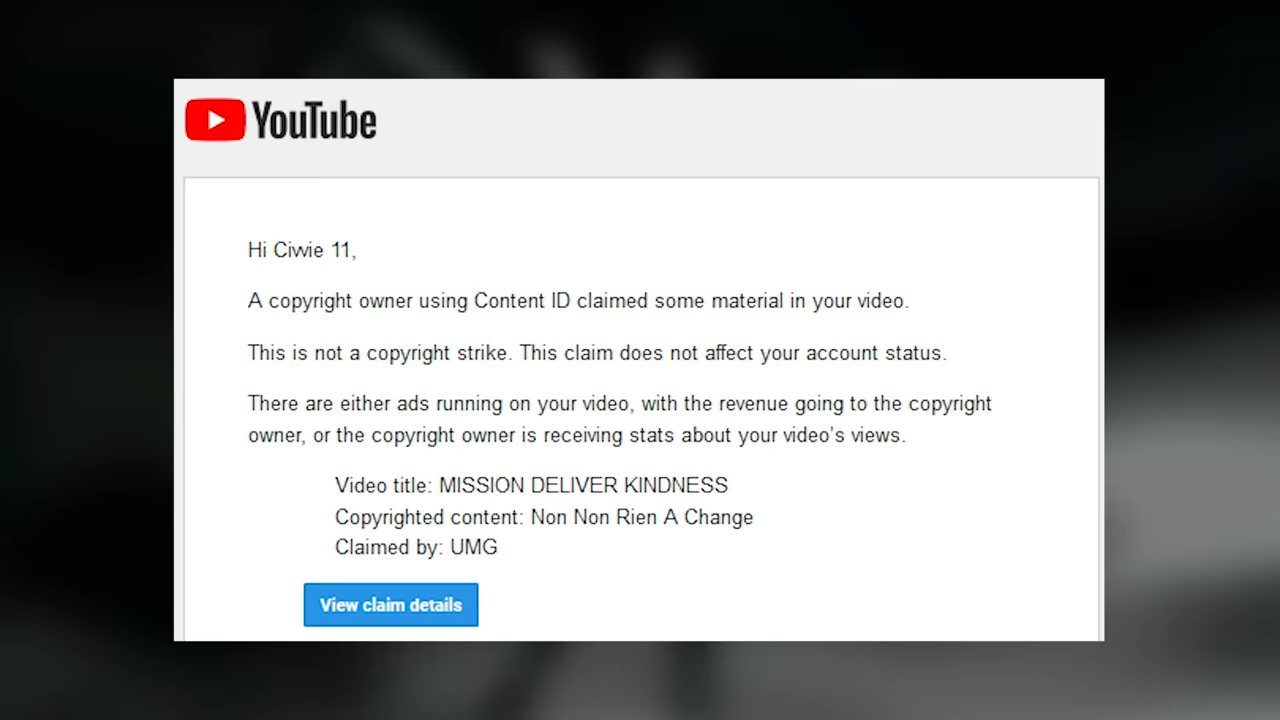 YouTube
Hi Civvie 11,
A copyright owner using Content ID claimed some material in your video.
This is not a copyright strike. This claim does not affect your account status.
There are either ads running on your video, with the revenue going to the copyright
owner, or the copyright owner is receiving stats about your video's views.
Video title: MISSION DELIVER KINDNESS
Copyrighted content: Non Non Rien A Change
Claimed by: UMG
View claim details